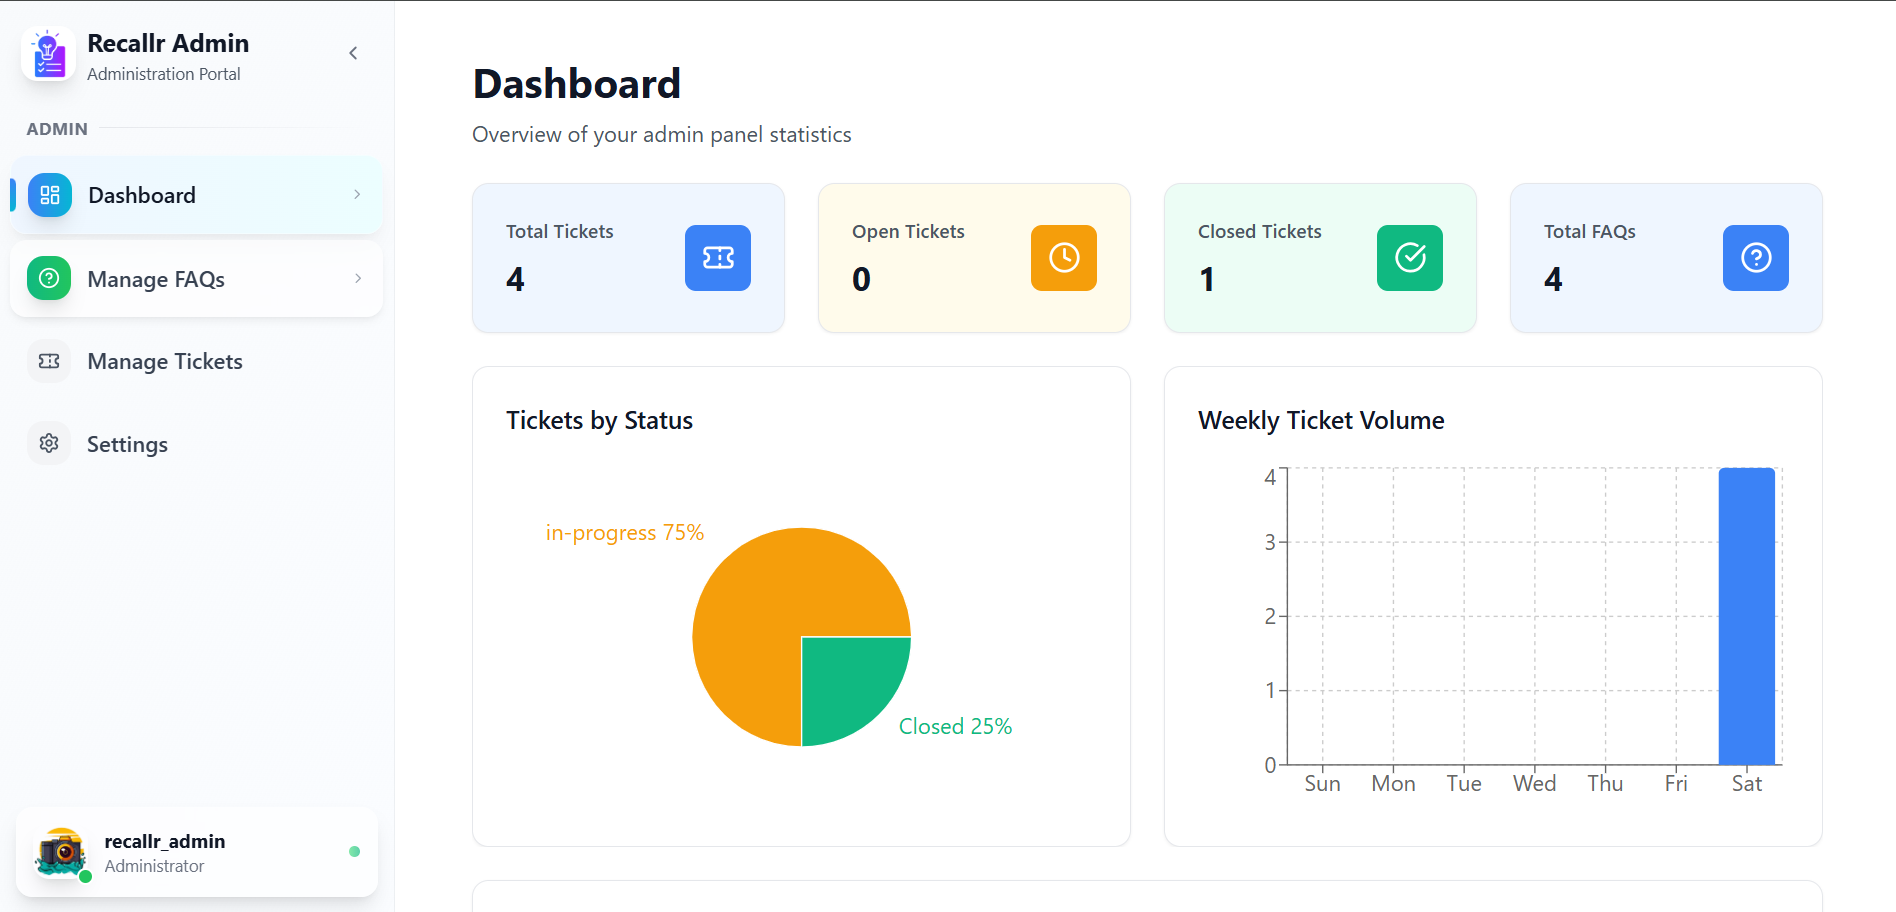 Recallr Admin
Administration Portal
ADMIN
Dashboard
Manage FAQs
Manage Tickets
Settings
recallr_admin
Administrator
Dashboard
Overview of your admin panel statistics
Total Tickets
4
Open Tickets
0
Closed Tickets
1
Total FAQs
4
Tickets by Status
in-progress 75%
Closed 25%
Weekly Ticket Volume
4
3
2
1
0
Sun Mon Tue Wed Thu Fri Sat